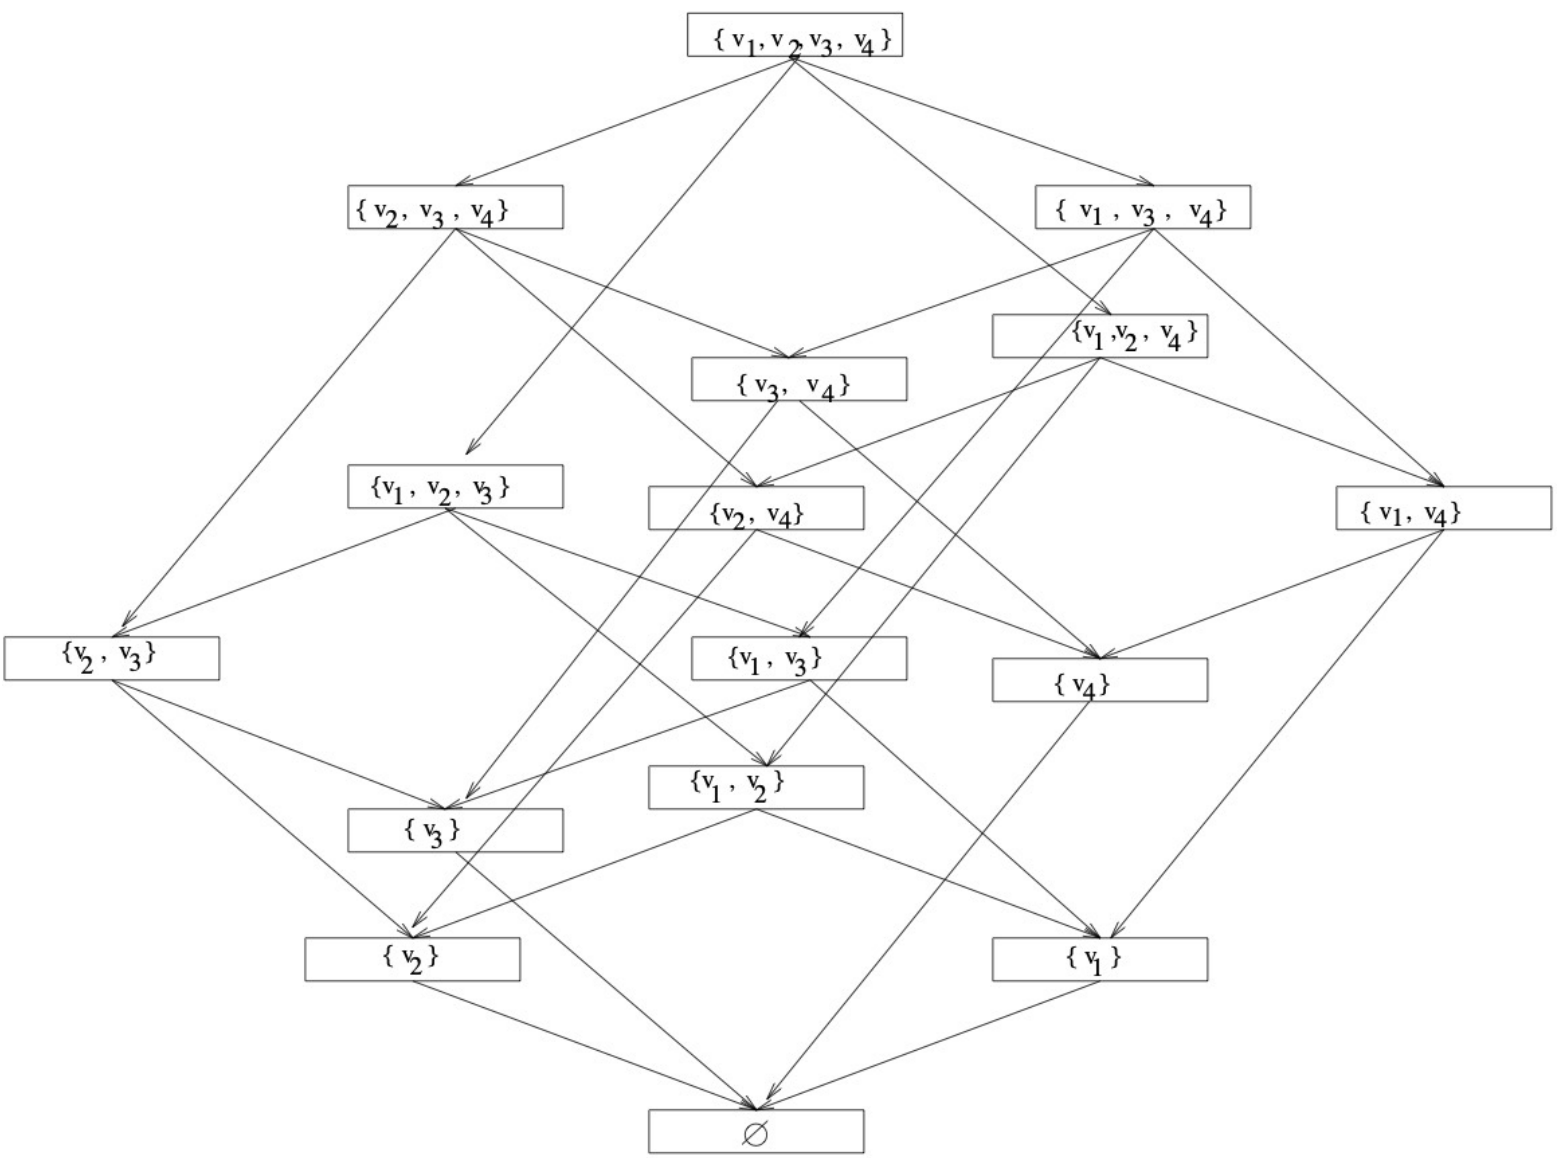 { v1, v2, v3, v4 }
{ v2, v3 , v4 }
{ v1 , v3 , v4 }
{v1 ,v2 , v4 }
{ v3, v4 }
{v1 , v2, v3 }
{v2, v4}
{ v1, v4}
{v2 , v3}
{v1 , v3}
{ v4}
{v1 , v2 }
{ v3 }
{ v2 }
{ v1 }
∅